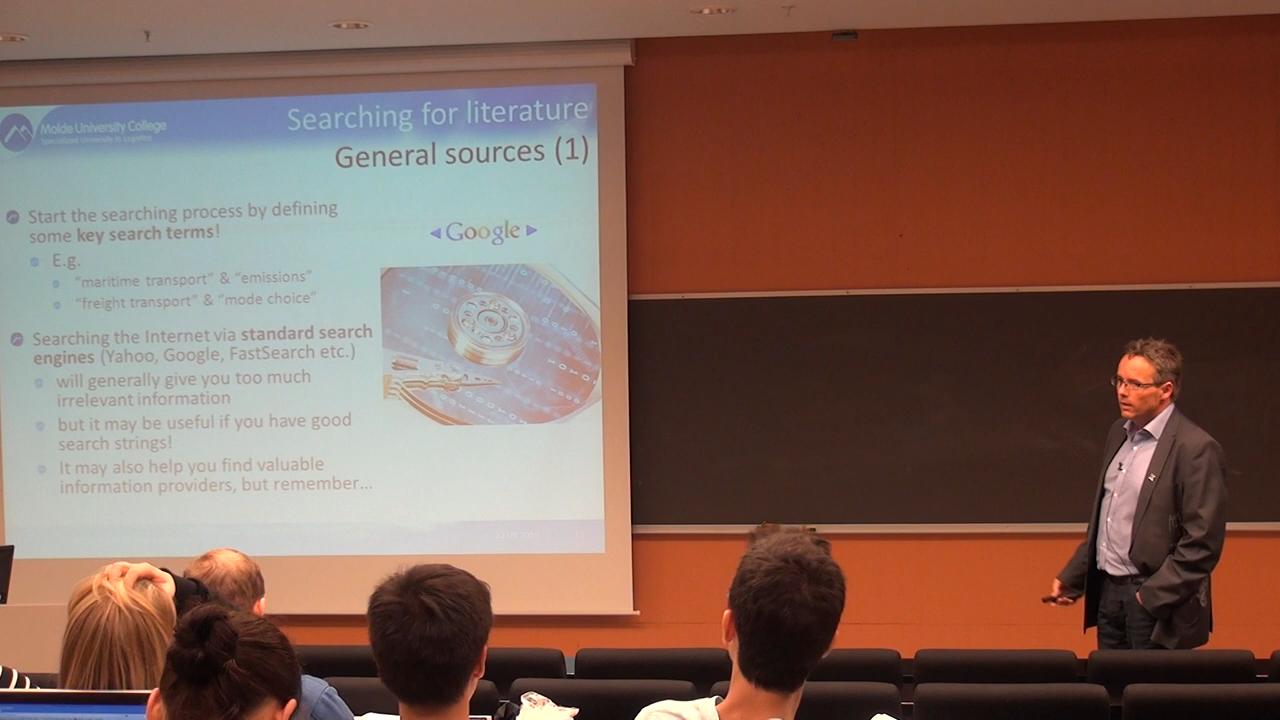 Molde University College
Specialized University in Logistics
Searching for literature
General sources (1)
Start the searching process by defining
some key search terms!
E.g.
"maritime transport" & "emissions"
"freight transport" & "mode choice"
Google
Searching the Internet via standard search
engines (Yahoo, Google, FastSearch etc.)
will generally give you too much
irrelevant information
but it may be useful if you have good
search strings!
It may also help you find valuable
information providers, but remember...